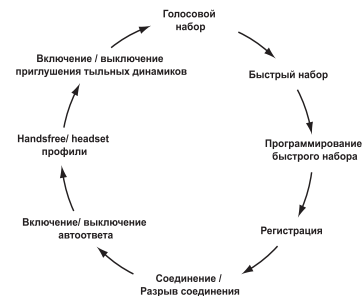 Голосовой
набор
Быстрый набор
Программирование
быстрого набора
Регистрация
Соединение /
Разрыв соединения
Включение/ выключение
автоответа
Handsfree/ headset
профили
Включение / выключение
приглушения тыльных динамиков